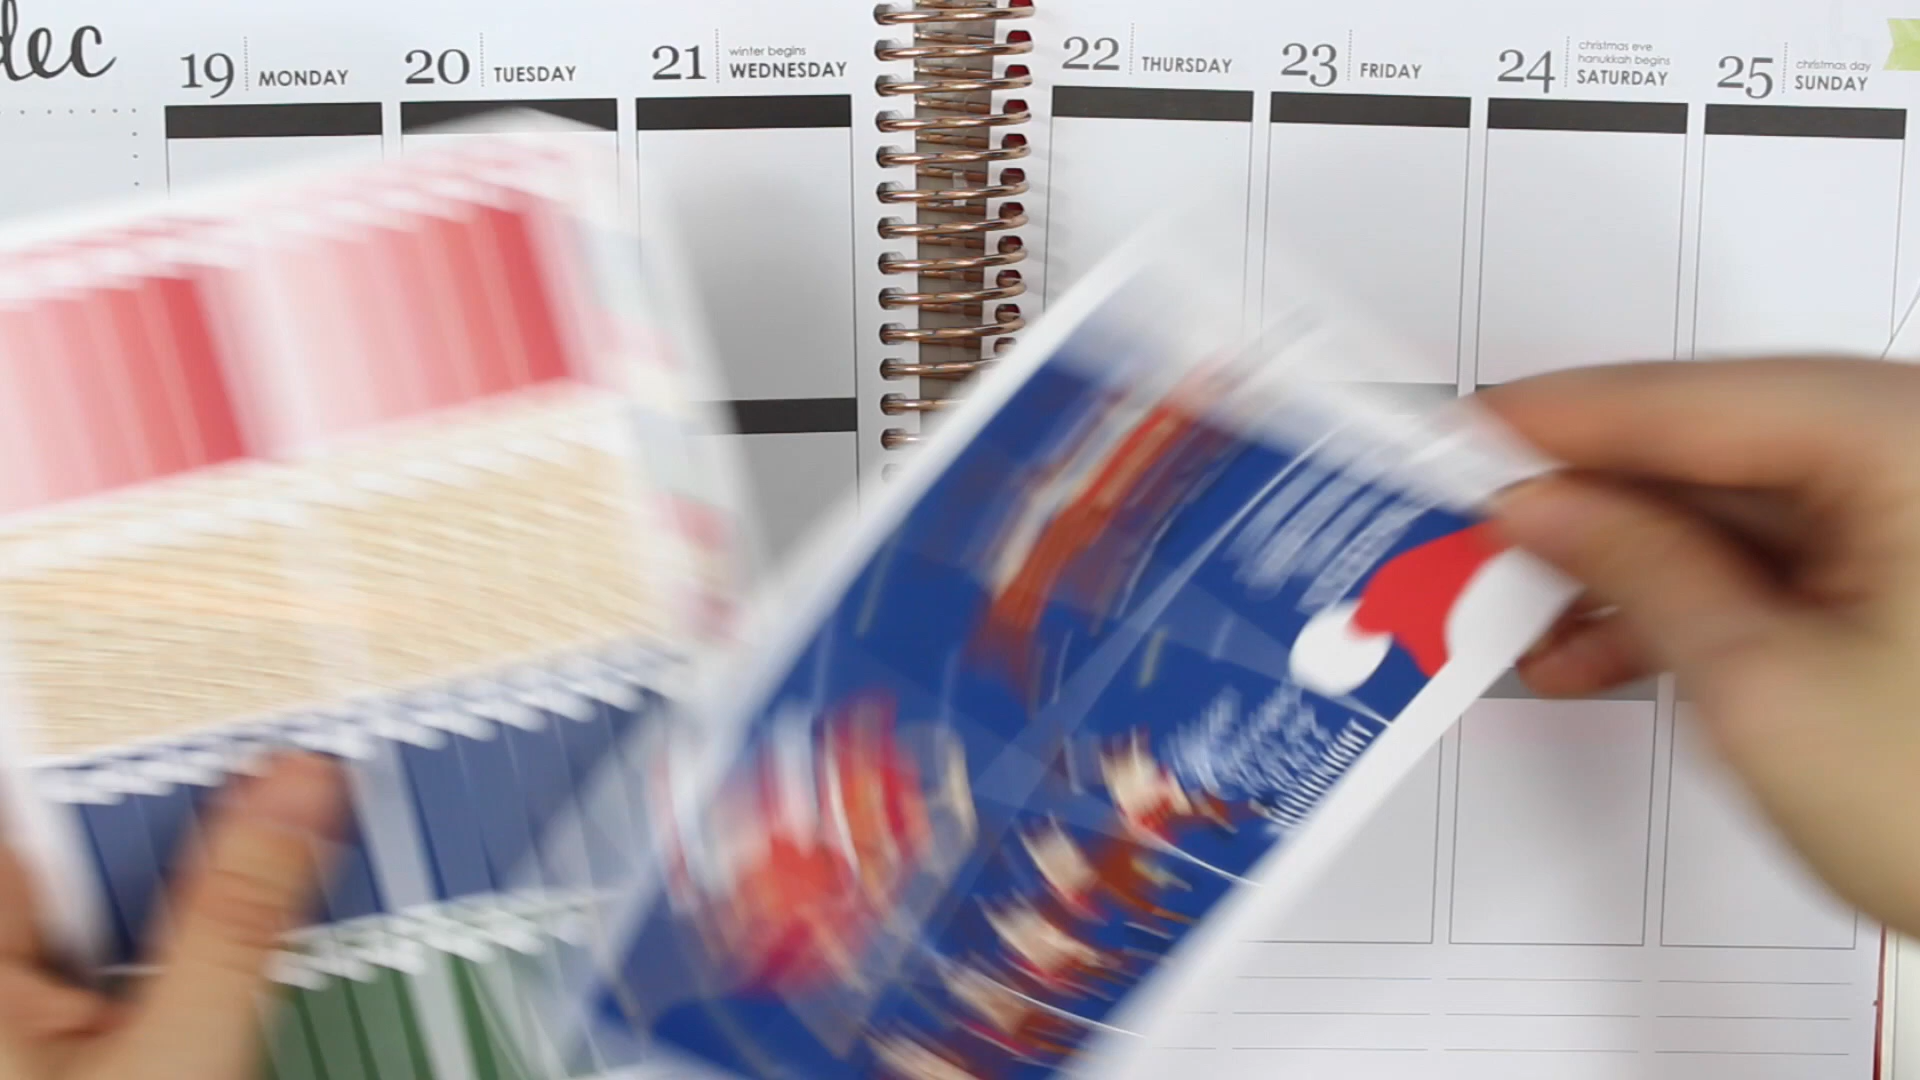 dec
19 MONDAY
20 TUESDAY
21 winter begins
WEDNESDAY
22 THURSDAY
23 FRIDAY
24 christmas eve
hanukkah begins
SATURDAY
25 christmas day
SUNDAY